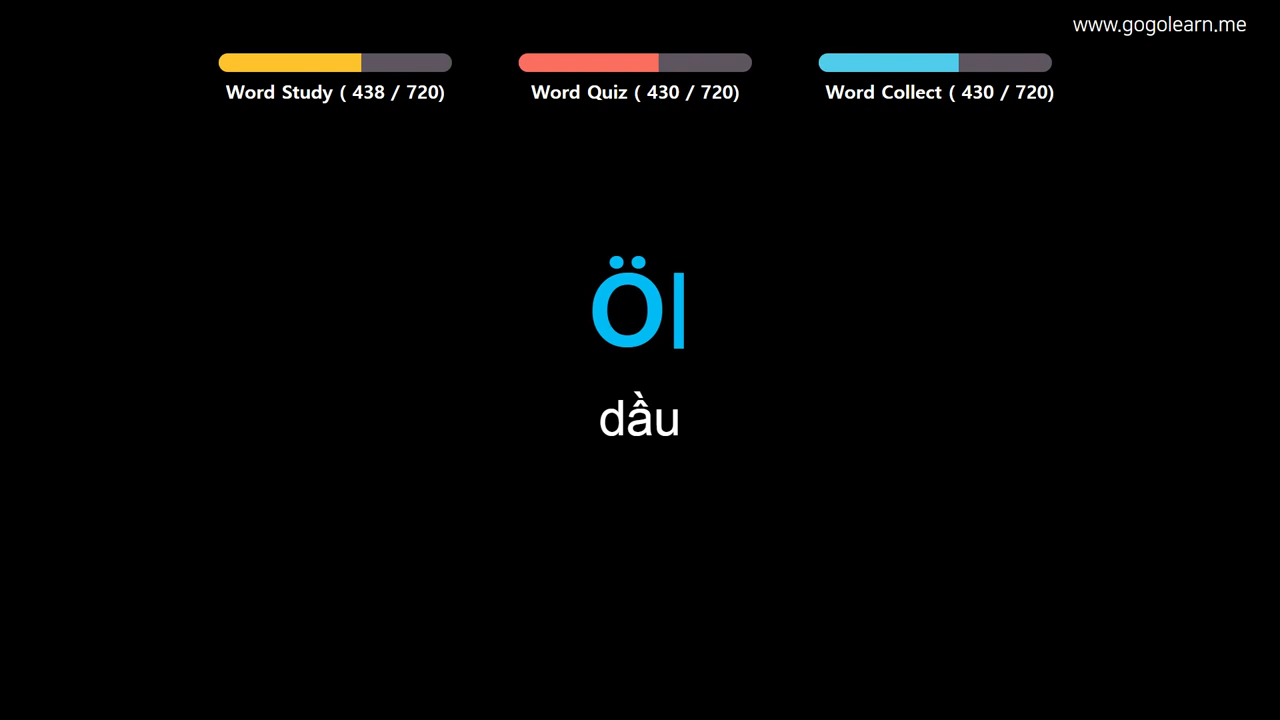 www.gogolearn.me
Word Study ( 438 / 720)
Word Quiz ( 430 / 720)
Word Collect ( 430 / 720)
Öl
dầu